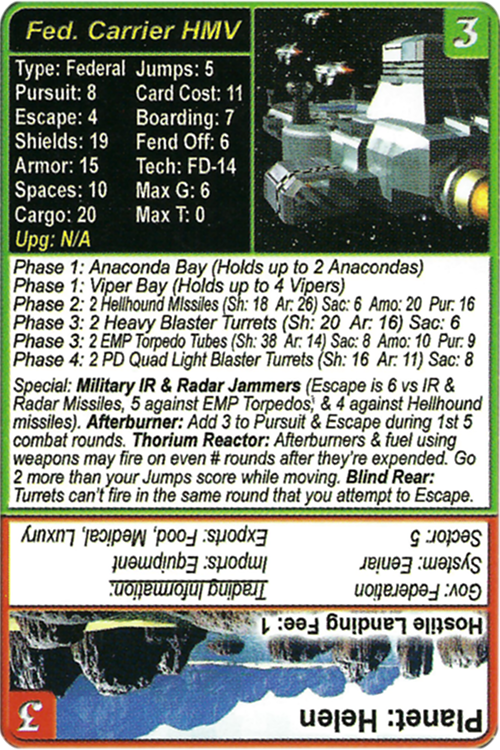 Fed. Carrier HMV
3
Type: Federal Jumps: 5
Pursuit: 8 Card Cost: 11
Escape: 4 Boarding: 7
Shields: 19 Fend Off: 6
Armor: 15 Tech: FD-14
Spaces: 10 Max G: 6
Cargo: 20 Max T: 0
Upg: N/A
Phase 1: Anaconda Bay (Holds up to 2 Anacondas)
Phase 1: Viper Bay (Holds up to 4 Vipers)
Phase 2: 2 Hellhound MIssiles (Sh: 18 Ar: 26) Sac: 6 Amo: 20 Pur: 16
Phase 3: 2 Heavy Blaster Turrets (Sh: 20 Ar: 16) Sac: 6
Phase 3: 2 EMP Torpedo Tubes (Sh: 38 Ar: 14) Sac: 8 Amo: 10 Pur: 9
Phase 4: 2 PD Quad Light Blaster Turrets (Sh: 16 Ar: 11) Sac: 8
Special: Military IR & Radar Jammers (Escape is 6 vs IR &
Radar Missiles, 5 against EMP Torpedos, & 4 against Hellhound
missiles). Afterburner: Add 3 to Pursuit & Escape during 1st 5
combat rounds. Thorium Reactor: Afterburners & fuel using
weapons may fire on even # rounds after they're expended. Go
2 more than your Jumps score while moving. Blind Rear:
Turrets can't fire in the same round that you attempt to Escape.
Planet: Helen
3
Hostile Landing Fee: 1
Gov: Federation Trading Information:
System: Eeniar Imports: Equipment
Sector: 5 Exports: Food, Medical, Luxury